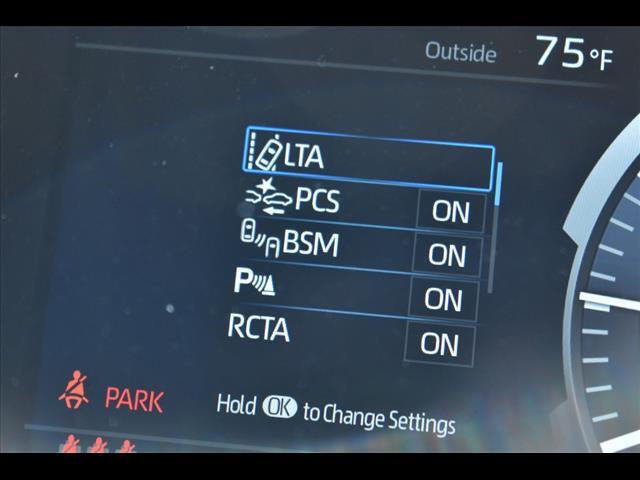 Outside 75°F
LTA
PCS ON
BSM ON
P ON
RCTA ON
PARK
Hold OK to Change Settings